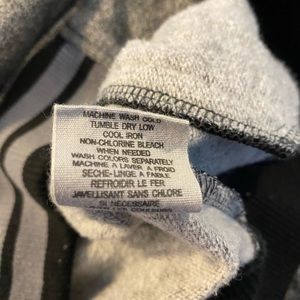 MACHINE WASH COLD
TUMBLE DRY LOW
COOL IRON
NON-CHLORINE BLEACH
WHEN NEEDED
WASH COLORS SEPARATELY
MACHINE A LAVER A FROID
SECHE-LINGE A FAIBLE
REFROIDIR LE FER
JAVELLISANT SANS CHLORE
SI NECESSAIRE